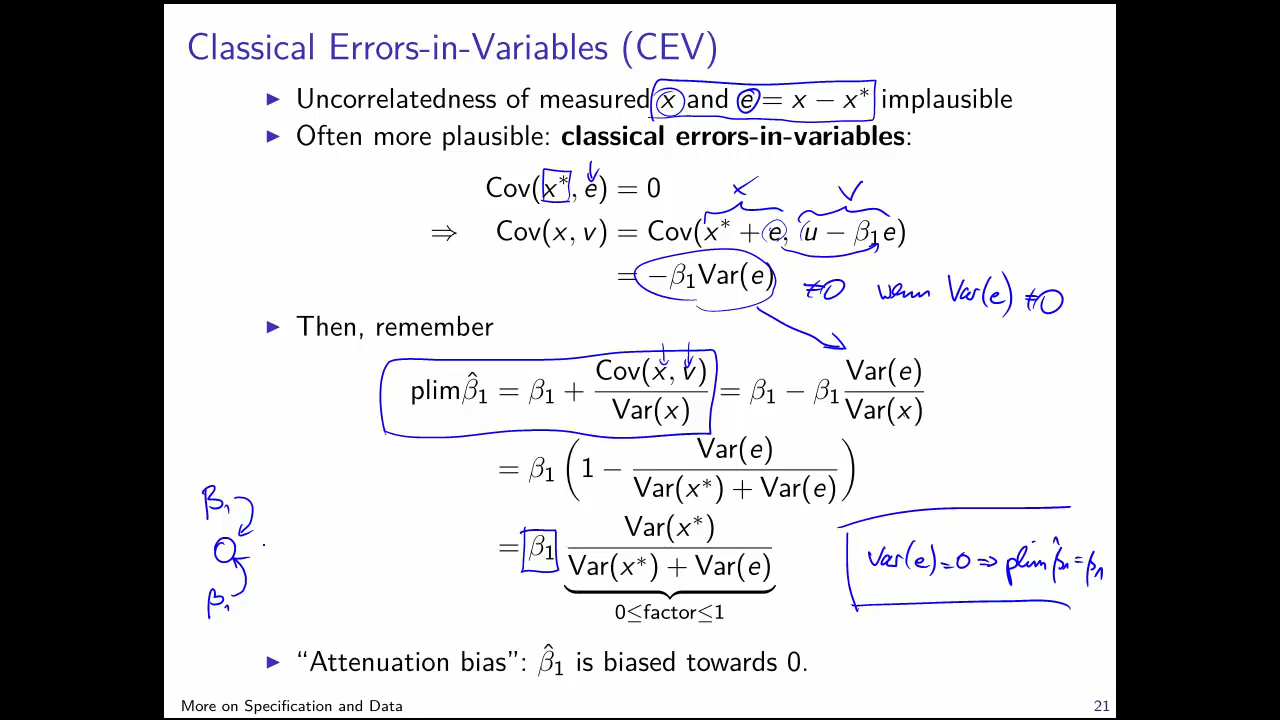 Classical Errors-in-Variables (CEV)
▶ Uncorrelatedness of measured x and e = x − x* implausible
▶ Often more plausible: classical errors-in-variables:
Cov(x*, e) = 0
x v
⇒ Cov(x, v) = Cov(x* + e, u − β₁e)
= −β₁Var(e) ≠0 wenn Var(e) ≠0
▶ Then, remember
plim β̂₁ = β₁ + Cov(x, v) / Var(x) = β₁ − β₁ Var(e) / Var(x)
= β₁ (1 − Var(e) / (Var(x*) + Var(e)))
β₁
0
β₁
= β₁ Var(x*) / (Var(x*) + Var(e))
0≤factor≤1
Var(e)=0 ⇒ plim β̂₁ = β₁
▶ “Attenuation bias”: β̂₁ is biased towards 0.
More on Specification and Data 21